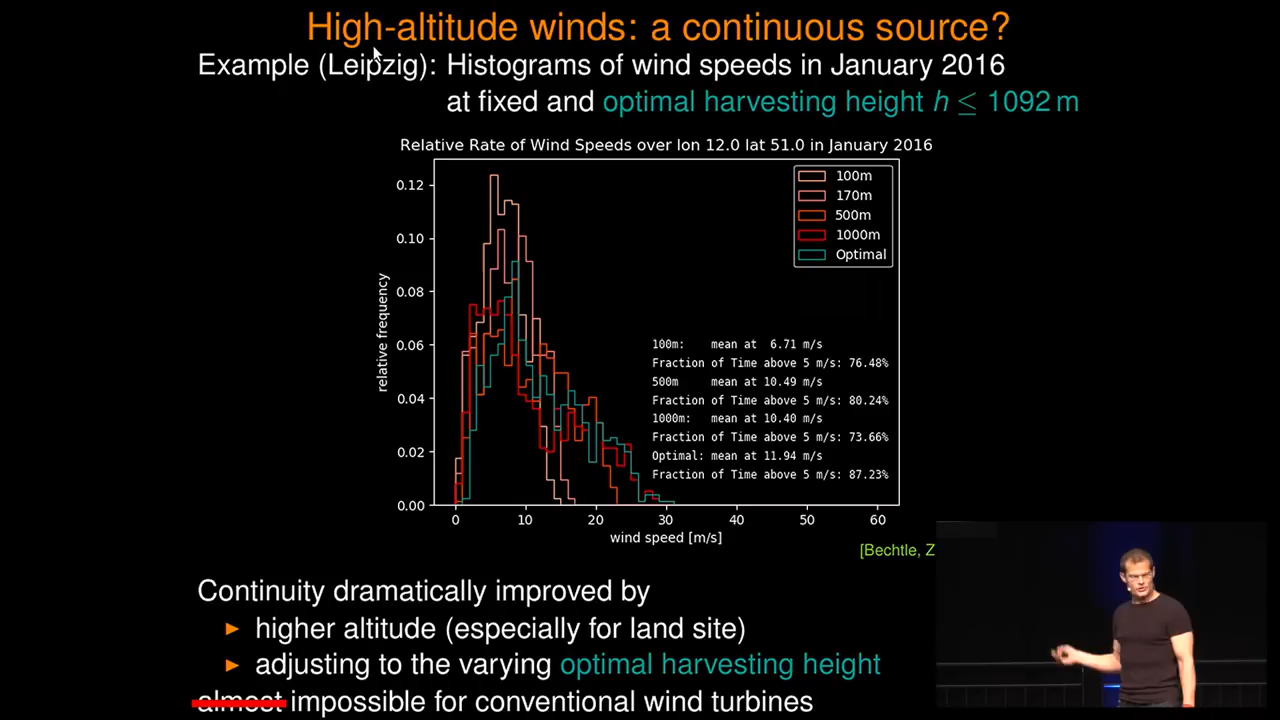 High-altitude winds: a continuous source?
Example (Leipzig): Histograms of wind speeds in January 2016
at fixed and optimal harvesting height h ≤ 1092 m
Relative Rate of Wind Speeds over lon 12.0 lat 51.0 in January 2016
0.12
0.10
0.08
0.06
0.04
0.02
0.00
relative frequency
100m
170m
500m
1000m
Optimal
100m: mean at 6.71 m/s
Fraction of Time above 5 m/s: 76.48%
500m mean at 10.49 m/s
Fraction of Time above 5 m/s: 80.24%
1000m: mean at 10.40 m/s
Fraction of Time above 5 m/s: 73.66%
Optimal: mean at 11.94 m/s
Fraction of Time above 5 m/s: 87.23%
0 10 20 30 40 50 60
wind speed [m/s]
[Bechtle, Z
Continuity dramatically improved by
► higher altitude (especially for land site)
► adjusting to the varying optimal harvesting height
almost impossible for conventional wind turbines